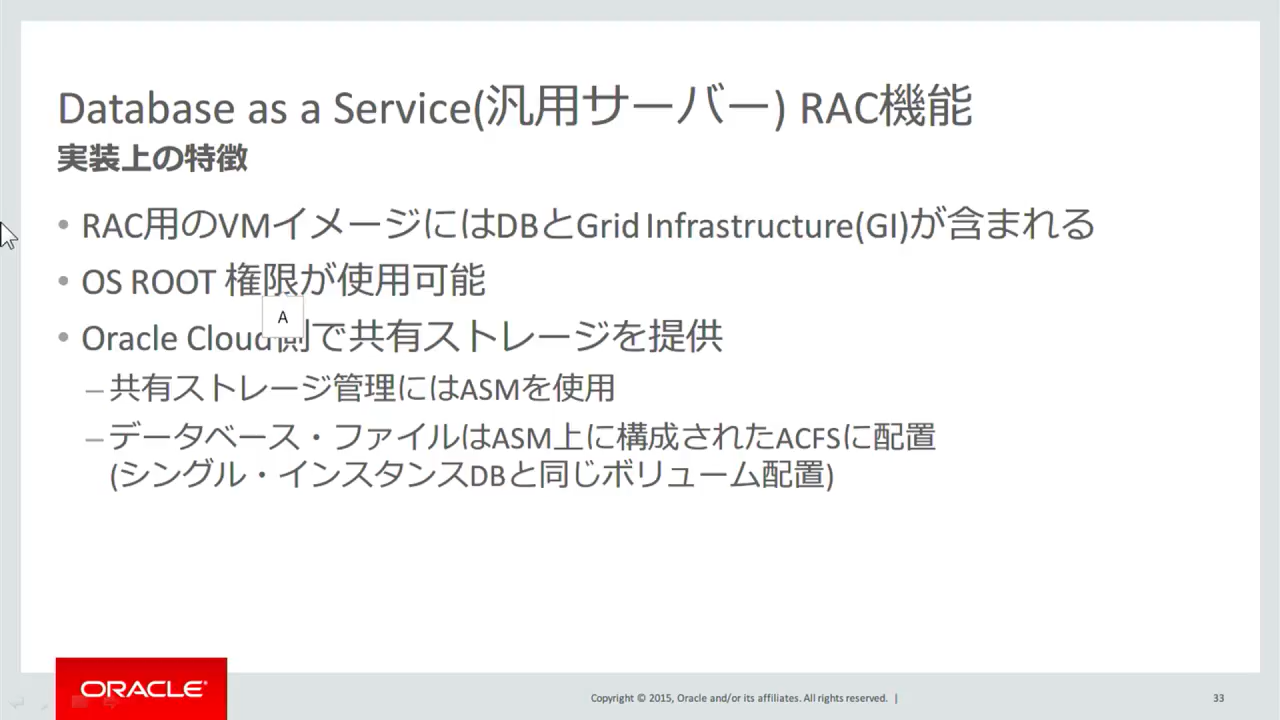 Database as a Service(汎用サーバー) RAC機能
実装上の特徴
• RAC用のVMイメージにはDBとGrid Infrastructure(GI)が含まれる
• OS ROOT 権限が使用可能
A
• Oracle Cloud側で共有ストレージを提供
– 共有ストレージ管理にはASMを使用
– データベース・ファイルはASM上に構成されたACFSに配置
(シングル・インスタンスDBと同じボリューム配置)
ORACLE®
Copyright © 2015, Oracle and/or its affiliates. All rights reserved. |
33